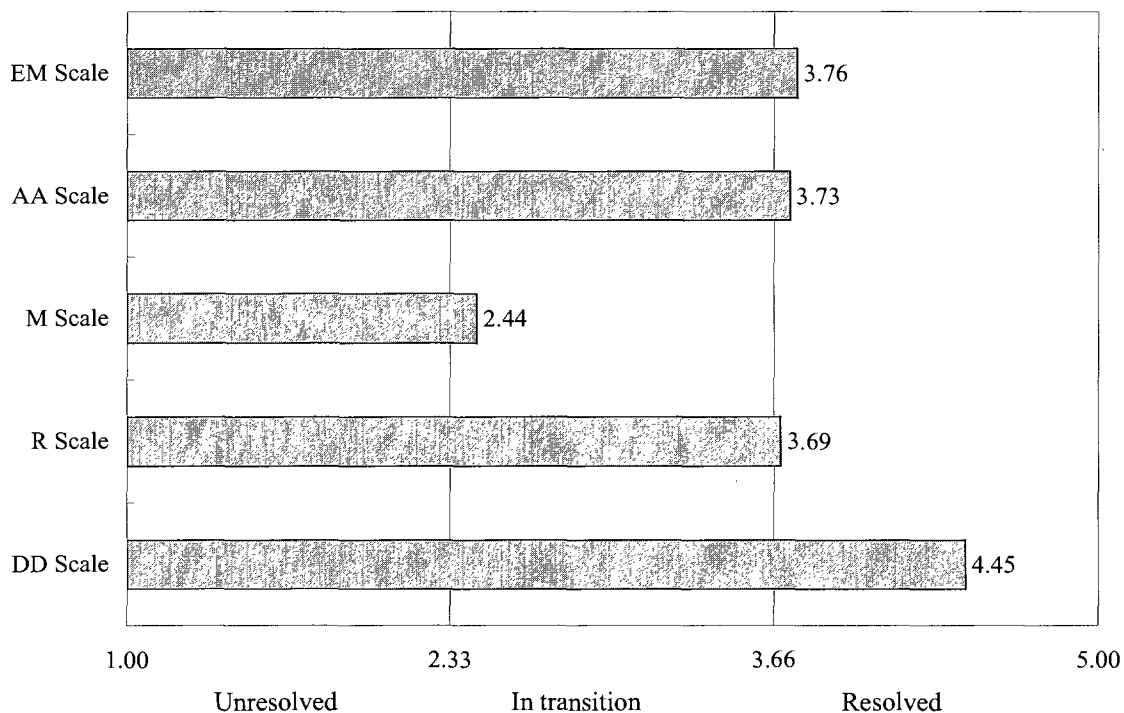 EM Scale 3.76
AA Scale 3.73
M Scale 2.44
R Scale 3.69
DD Scale 4.45
1.00 2.33 3.66 5.00
Unresolved In transition Resolved